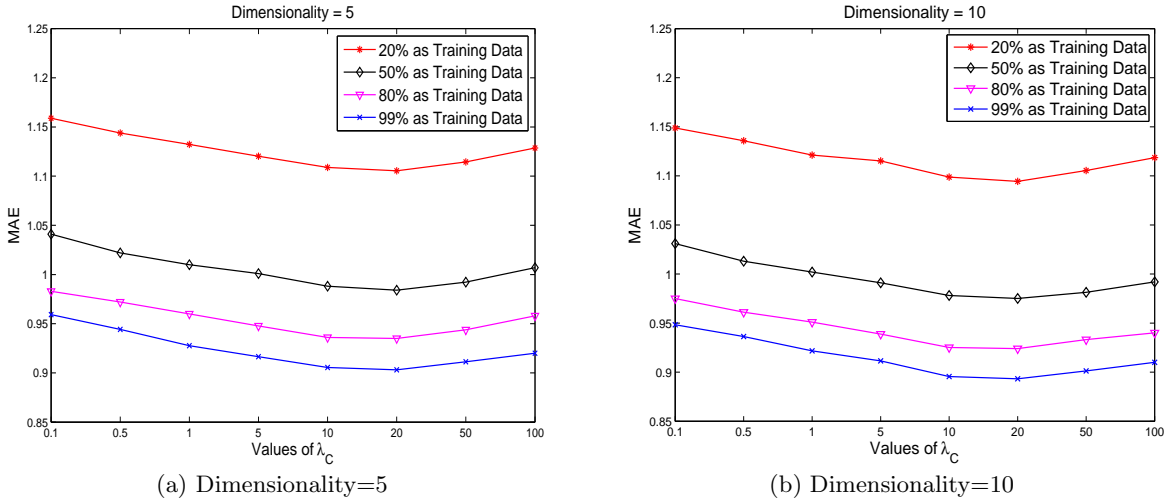 Dimensionality = 5
1.25
1.2
1.15
1.1
1.05
1
0.95
0.9
0.85
MAE
20% as Training Data
50% as Training Data
80% as Training Data
99% as Training Data
0.1 0.5 1 5 10 20 50 100
Values of λ_C
(a) Dimensionality=5
Dimensionality = 10
1.25
1.2
1.15
1.1
1.05
1
0.95
0.9
0.85
MAE
20% as Training Data
50% as Training Data
80% as Training Data
99% as Training Data
0.1 0.5 1 5 10 20 50 100
Values of λ_C
(b) Dimensionality=10